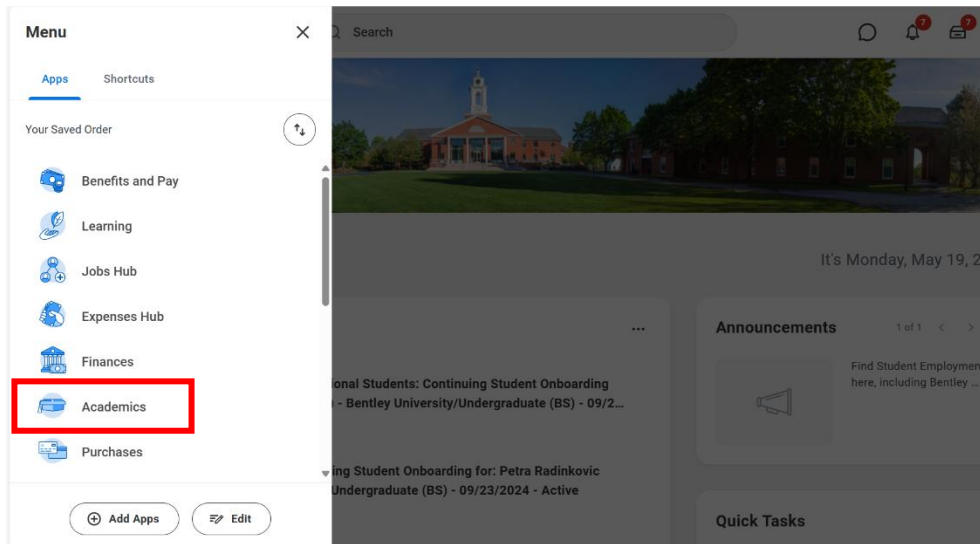 Menu
Search
7
7
Apps
Shortcuts
Your Saved Order
Benefits and Pay
Learning
Jobs Hub
Expenses Hub
Finances
Academics
Purchases
Add Apps
Edit
It's Monday, May 19, 2
ional Students: Continuing Student Onboarding
- Bentley University/Undergraduate (BS) - 09/2...
ing Student Onboarding for: Petra Radinkovic
Undergraduate (BS) - 09/23/2024 - Active
Announcements
1 of 1
Find Student Employmen
here, including Bentley ...
Quick Tasks